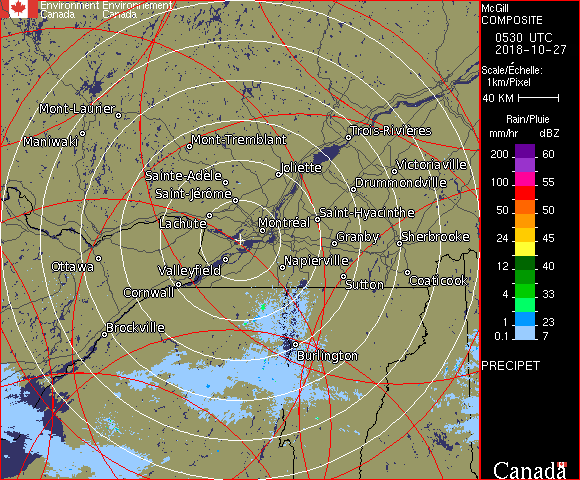 Environment Environnement
Canada Canada
McGill
COMPOSITE
0530 UTC
2018-10-27
Scale/Échelle:
1km/Pixel
40 KM
Rain/Pluie
mm/hr dBZ
200 60
150 57
100 55
50 50
24 45
12 40
4 33
1 23
0.1 7
PRECIPET
Canada
Mont-Laurier
Maniwaki
Mont-Tremblant
Trois-Rivières
Joliette
Victoriaville
Sainte-Adèle
Drummondville
Saint-Jérôme
Lachute
Saint-Hyacinthe
Montréal
Granby
Sherbrooke
Ottawa
Valleyfield
Napierville
Sutton
Coaticook
Cornwall
Brockville
Burlington